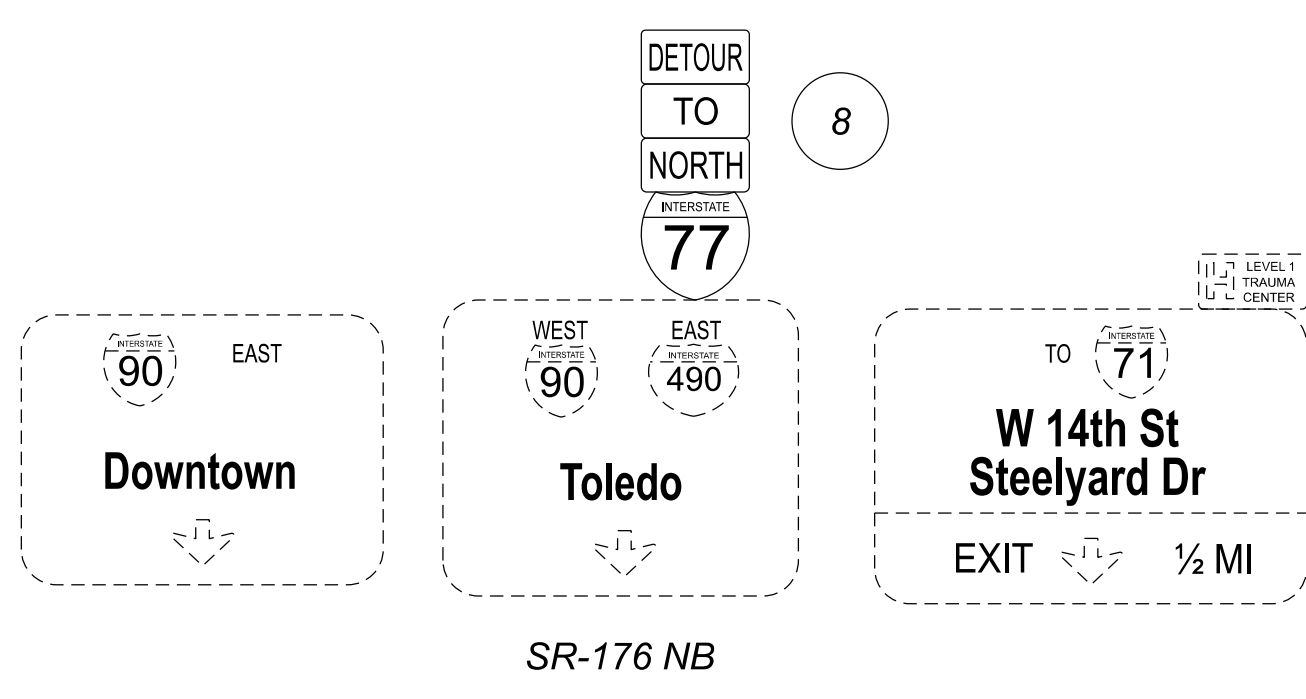 DETOUR
TO
NORTH
INTERSTATE
77
8
INTERSTATE
90
EAST
Downtown
WEST
INTERSTATE
90
EAST
INTERSTATE
490
Toledo
H
LEVEL 1
TRAUMA
CENTER
TO
INTERSTATE
71
W 14th St
Steelyard Dr
EXIT ½ MI
SR-176 NB